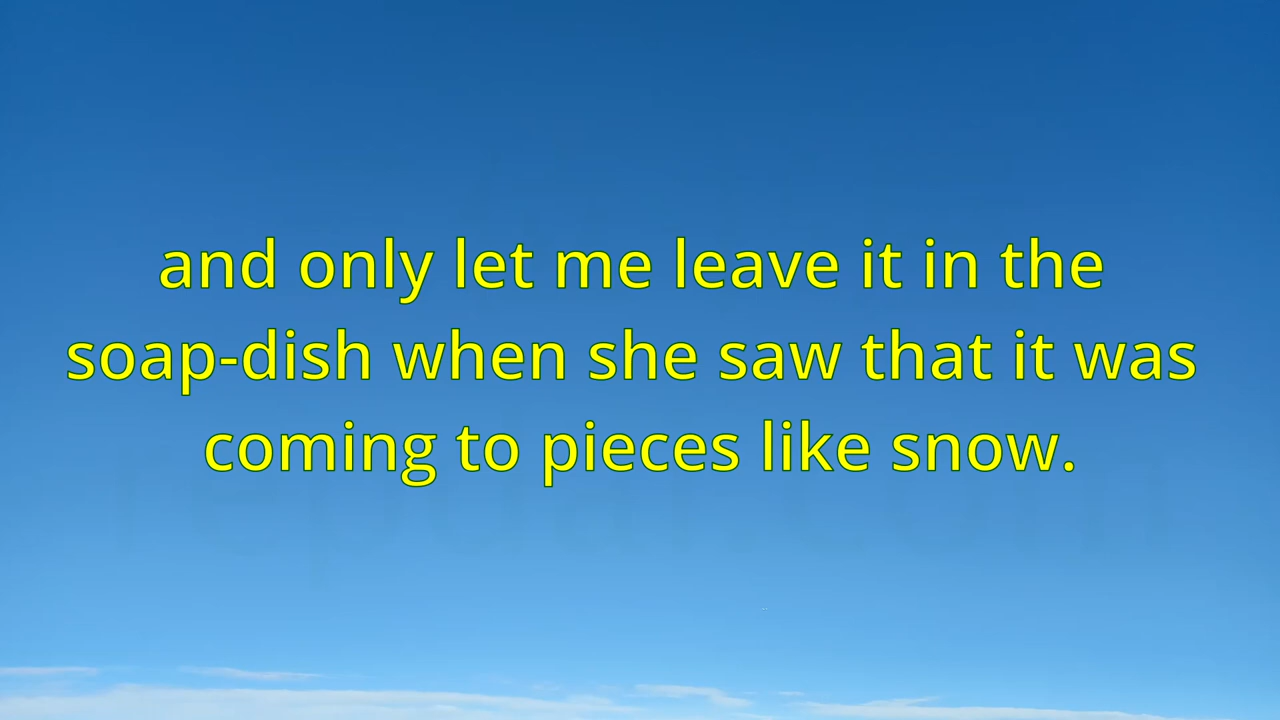 and only let me leave it in the
soap-dish when she saw that it was
coming to pieces like snow.